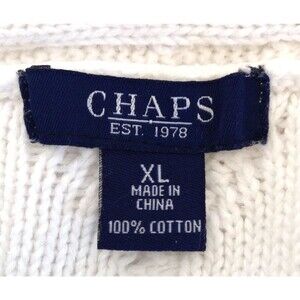 CHAPS
EST. 1978
XL
MADE IN
CHINA
100% COTTON